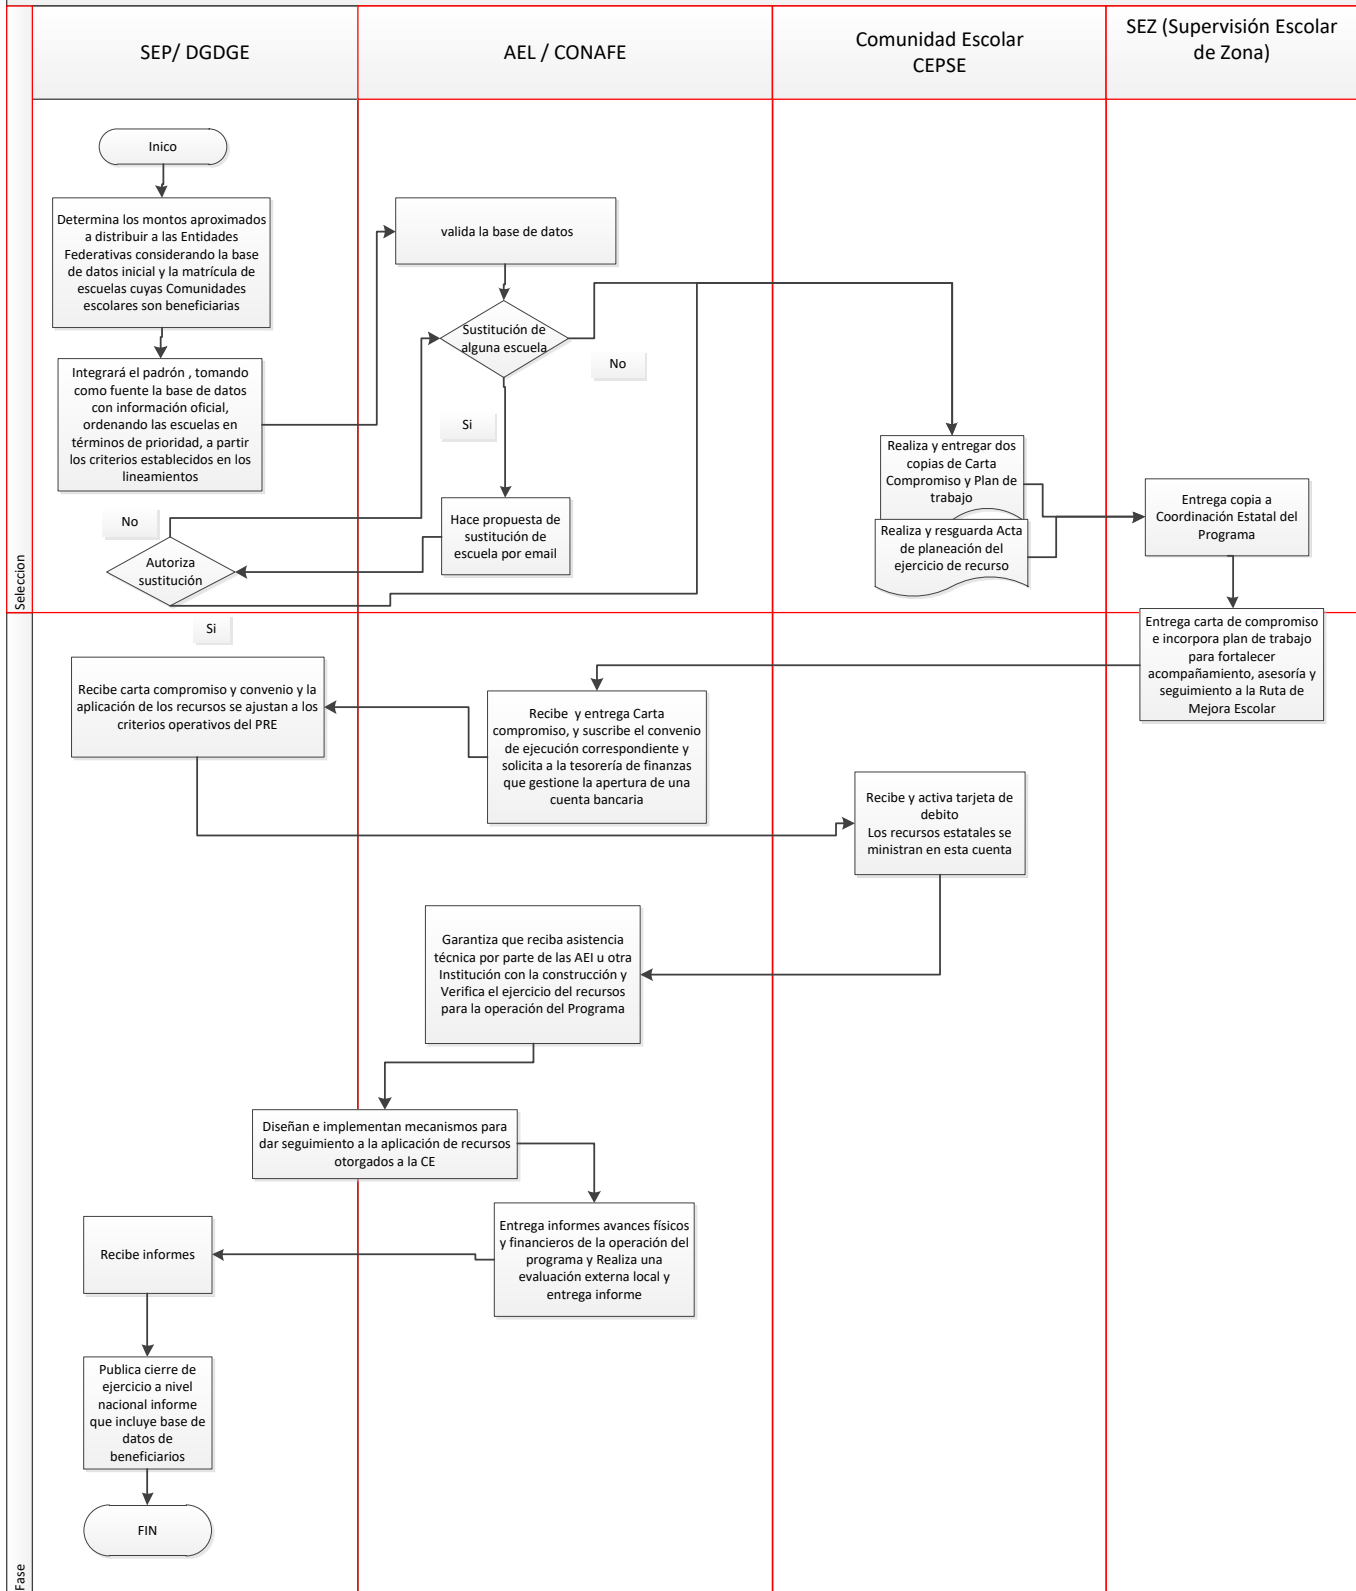 SEP/ DGDGE
AEL / CONAFE
Comunidad Escolar
CEPSE
SEZ (Supervisión Escolar
de Zona)
Seleccion
Inico
Determina los montos aproximados
a distribuir a las Entidades
Federativas considerando la base
de datos inicial y la matrícula de
escuelas cuyas Comunidades
escolares son beneficiarias
valida la base de datos
Sustitución de
alguna escuela
No
Si
Integrará el padrón , tomando
como fuente la base de datos
con información oficial,
ordenando las escuelas en
términos de prioridad, a partir
los criterios establecidos en los
lineamientos
Realiza y entregar dos
copias de Carta
Compromiso y Plan de
trabajo
Realiza y resguarda Acta
de planeación del
ejercicio de recurso
Entrega copia a
Coordinación Estatal del
Programa
No
Hace propuesta de
sustitución de
escuela por email
Autoriza
sustitución
Si
Entrega carta de compromiso
e incorpora plan de trabajo
para fortalecer
acompañamiento, asesoría y
seguimiento a la Ruta de
Mejora Escolar
Recibe carta compromiso y convenio y la
aplicación de los recursos se ajustan a los
criterios operativos del PRE
Recibe  y entrega Carta
compromiso, y suscribe el convenio
de ejecución correspondiente y
solicita a la tesorería de finanzas
que gestione la apertura de una
cuenta bancaria
Recibe y activa tarjeta de
debito
Los recursos estatales se
ministran en esta cuenta
Garantiza que reciba asistencia
técnica por parte de las AEI u otra
Institución con la construcción y
Verifica el ejercicio del recursos
para la operación del Programa
Diseñan e implementan mecanismos para
dar seguimiento a la aplicación de recursos
otorgados a la CE
Entrega informes avances físicos
y financieros de la operación del
programa y Realiza una
evaluación externa local y
entrega informe
Recibe informes
Publica cierre de
ejercicio a nivel
nacional informe
que incluye base de
datos de
beneficiarios
FIN
Fase